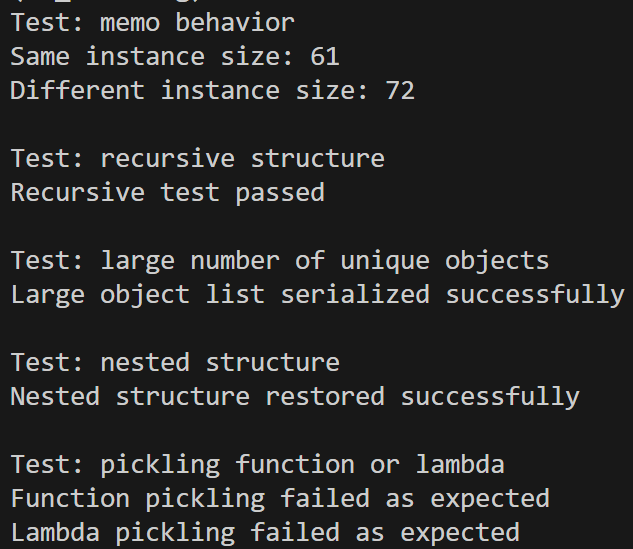 Test: memo behavior
Same instance size: 61
Different instance size: 72
Test: recursive structure
Recursive test passed
Test: large number of unique objects
Large object list serialized successfully
Test: nested structure
Nested structure restored successfully
Test: pickling function or lambda
Function pickling failed as expected
Lambda pickling failed as expected